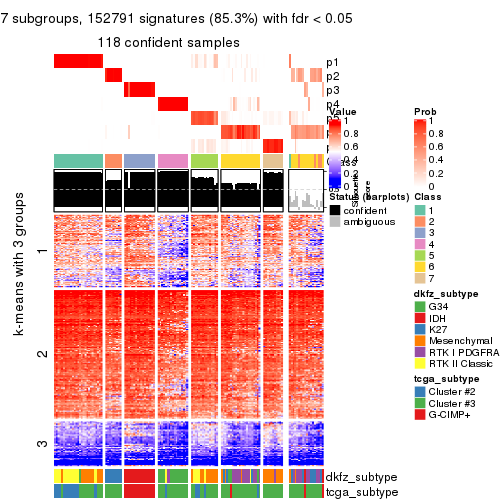 7 subgroups, 152791 signatures (85.3%) with fdr < 0.05
118 confident samples
p1
p2
p3
p4
k-means with 3 groups
1
2
3
Value
1
0.8
0.6
0.4
0.2
0
Prob
1
0.8
0.6
0.4
0.2
0
Status (barplots)
confident
ambiguous
Class
1
2
3
4
5
6
7
dkfz_subtype
G34
IDH
K27
Mesenchymal
RTK I PDGFRA
RTK II Classic
tcga_subtype
Cluster #2
Cluster #3
G-CIMP+
dkfz_subtype
tcga_subtype